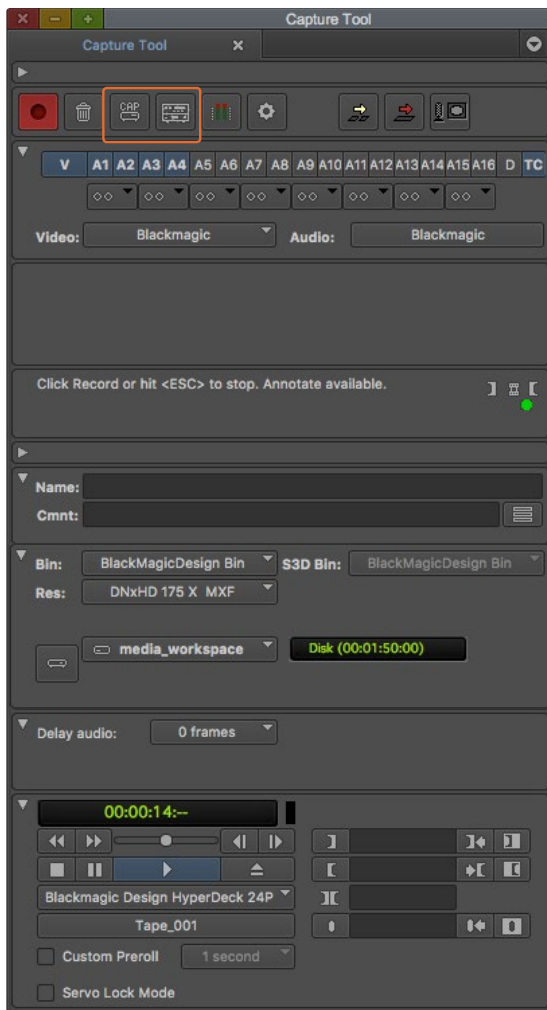 Capture Tool
Capture Tool
CAP
V A1 A2 A3 A4 A5 A6 A7 A8 A9 A10 A11 A12 A13 A14 A15 A16 D TC
Video: Blackmagic Audio: Blackmagic
Click Record or hit <ESC> to stop. Annotate available.
Name:
Cmnt:
Bin: BlackMagicDesign Bin S3D Bin: BlackMagicDesign Bin
Res: DNxHD 175 X MXF
media_workspace Disk (00:01:50:00)
Delay audio: 0 frames
00:00:14:--
Blackmagic Design HyperDeck 24P
Tape_001
Custom Preroll 1 second
Servo Lock Mode